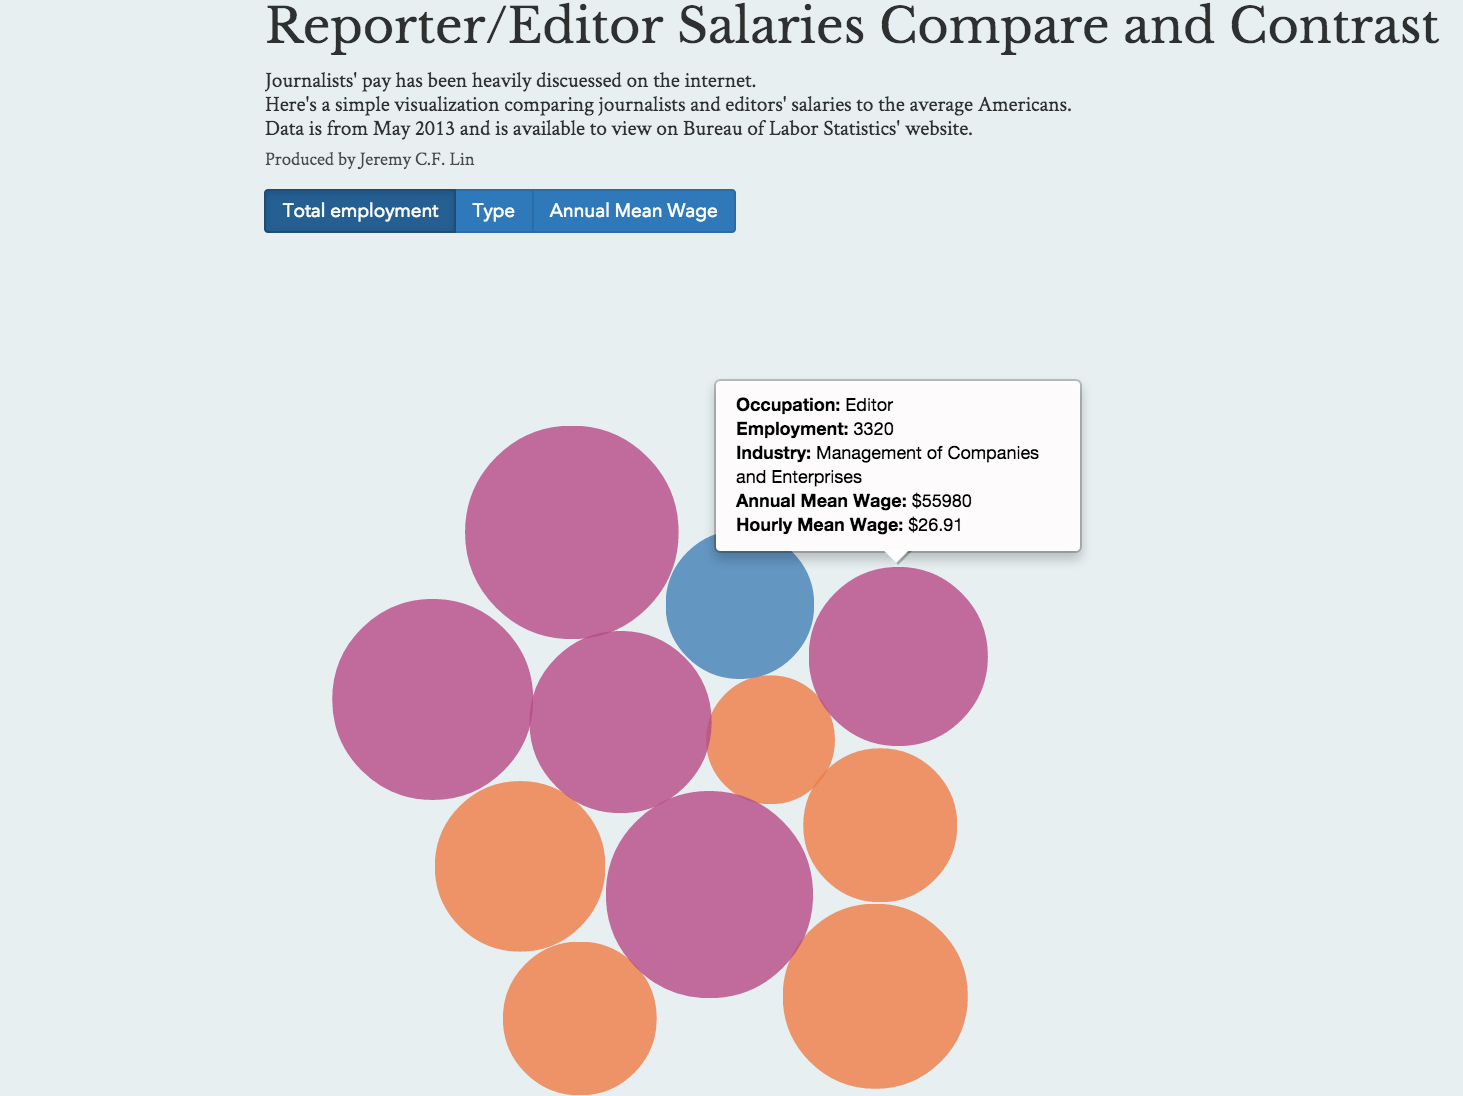 Reporter/Editor Salaries Compare and Contrast
Journalists' pay has been heavily discuessed on the internet.
Here's a simple visualization comparing journalists and editors' salaries to the average Americans.
Data is from May 2013 and is available to view on Bureau of Labor Statistics' website.
Produced by Jeremy C.F. Lin
Total employment Type Annual Mean Wage
Occupation: Editor
Employment: 3320
Industry: Management of Companies
and Enterprises
Annual Mean Wage: $55980
Hourly Mean Wage: $26.91